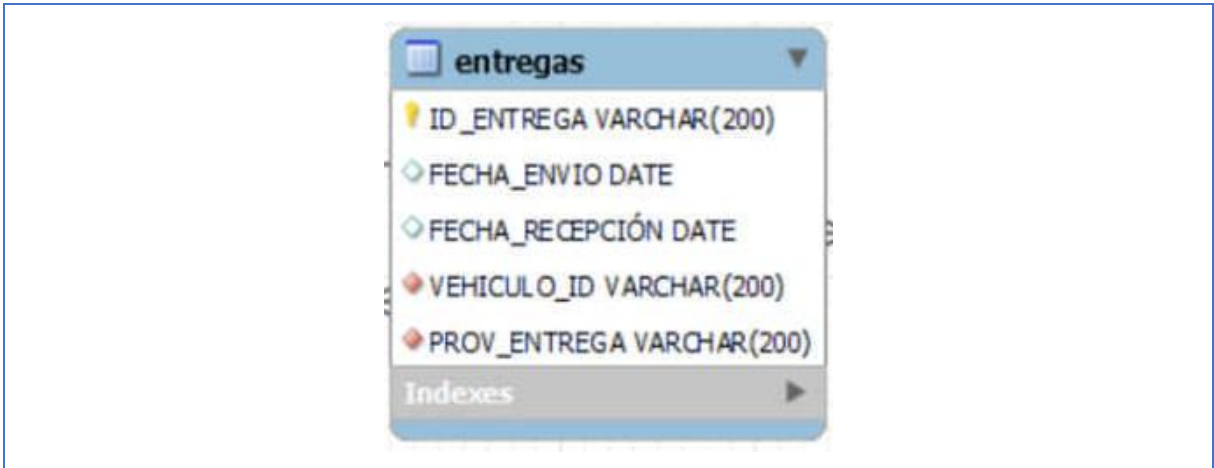 entregas
ID_ENTREGA VARCHAR(200)
FECHA_ENVIO DATE
FECHA_RECEPCIÓN DATE
VEHICULO_ID VARCHAR(200)
PROV_ENTREGA VARCHAR(200)
Indexes